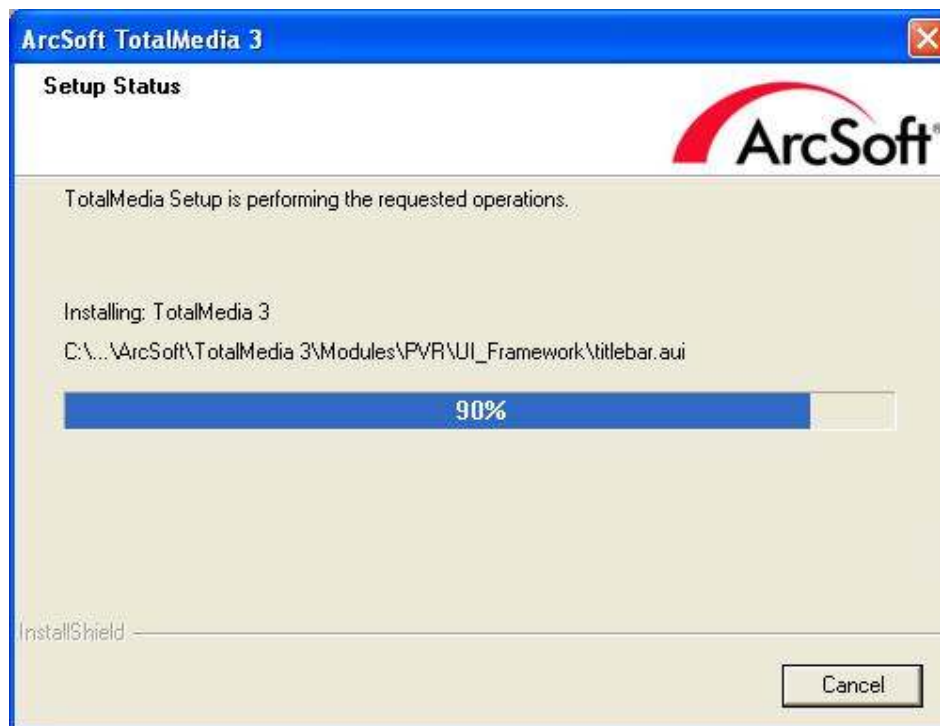 ArcSoft TotalMedia 3
Setup Status
ArcSoft®
TotalMedia Setup is performing the requested operations.
Installing: TotalMedia 3
C:\...\ArcSoft\TotalMedia 3\Modules\PVR\UI_Framework\titlebar.aui
90%
InstallShield
Cancel